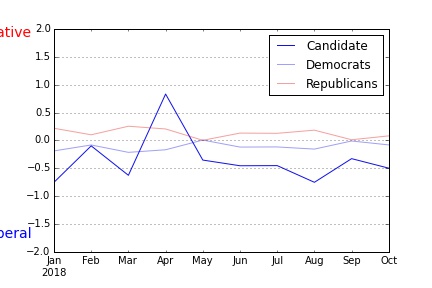 ative
2.0
1.5
1.0
0.5
0.0
−0.5
−1.0
−1.5
−2.0
beral
Candidate
Democrats
Republicans
Jan Feb Mar Apr May Jun Jul Aug Sep Oct
2018